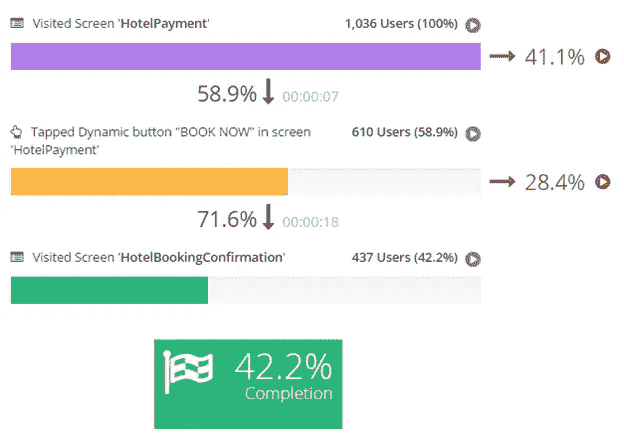 Visited Screen 'HotelPayment' 1,036 Users (100%)
41.1%
58.9% 00:00:07
Tapped Dynamic button "BOOK NOW" in screen 610 Users (58.9%)
'HotelPayment'
28.4%
71.6% 00:00:18
Visited Screen 'HotelBookingConfirmation' 437 Users (42.2%)
42.2%
Completion